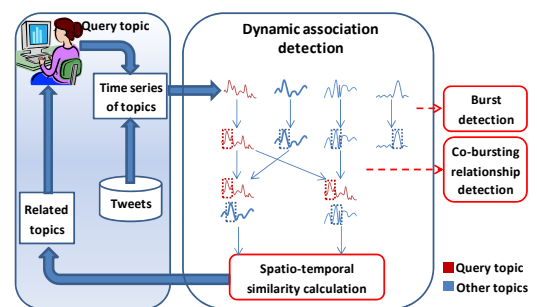 Query topic
Time series
of topics
Tweets
Related
topics
Dynamic association
detection
Burst
detection
Co-bursting
relationship
detection
Spatio-temporal
similarity calculation
Query topic
Other topics